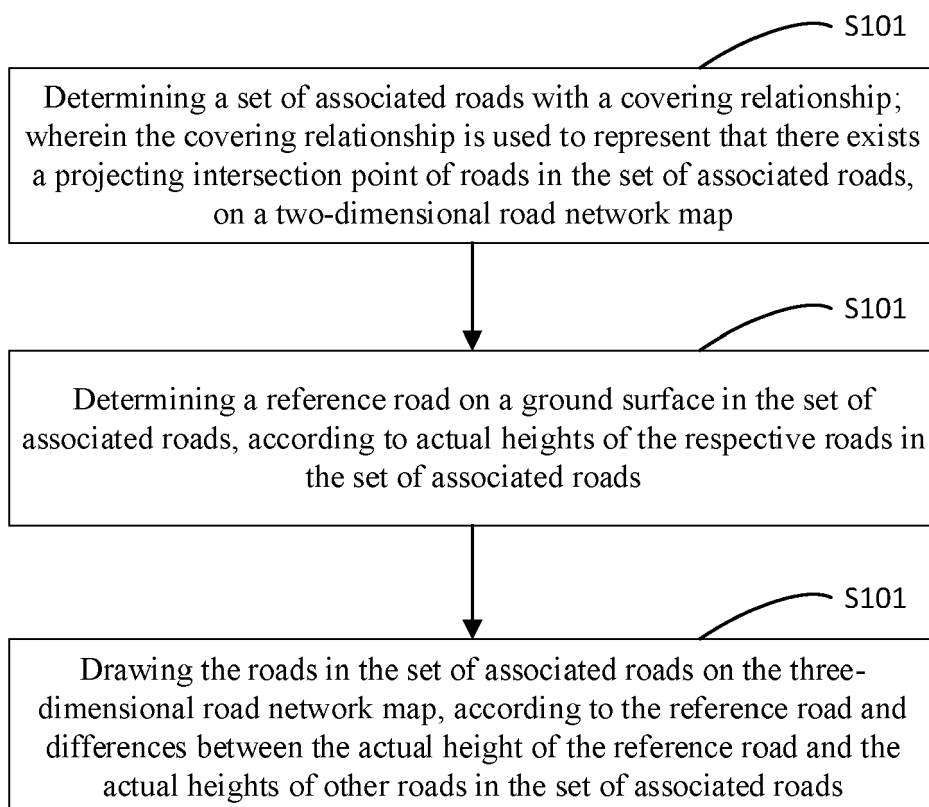 S101
Determining a set of associated roads with a covering relationship;
wherein the covering relationship is used to represent that there exists
a projecting intersection point of roads in the set of associated roads,
on a two-dimensional road network map
S101
Determining a reference road on a ground surface in the set of
associated roads, according to actual heights of the respective roads in
the set of associated roads
S101
Drawing the roads in the set of associated roads on the three-
dimensional road network map, according to the reference road and
differences between the actual height of the reference road and the
actual heights of other roads in the set of associated roads